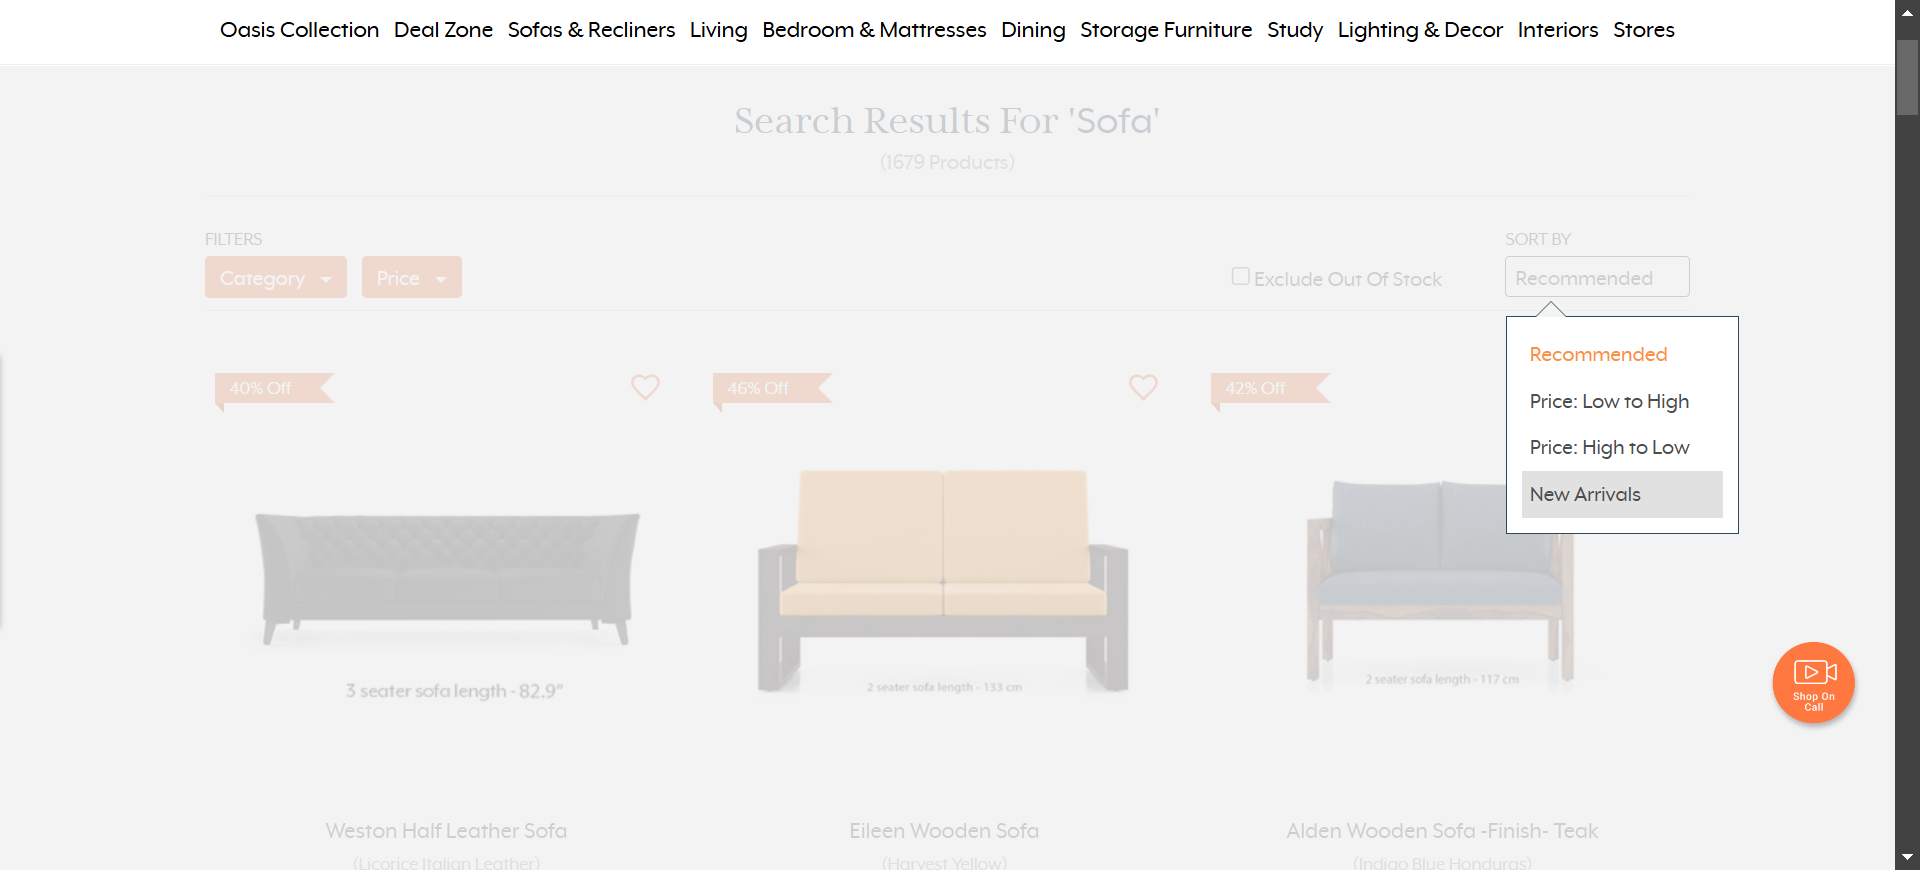 Oasis Collection Deal Zone Sofas & Recliners Living Bedroom & Mattresses Dining Storage Furniture Study Lighting & Decor Interiors Stores
Search Results For 'Sofa'
(1679 Products)
FILTERS
SORT BY
Category
Price
Exclude Out Of Stock
Recommended
Recommended
Price: Low to High
Price: High to Low
New Arrivals
40% Off
46% Off
42% Off
3 seater sofa length - 82.9"
2 seater sofa length - 133 cm
2 seater sofa length - 117 cm
Shop On
Call
Weston Half Leather Sofa
(Licorice Italian Leather)
Eileen Wooden Sofa
(Harvest Yellow)
Alden Wooden Sofa -Finish- Teak
(Indigo Blue Honduras)